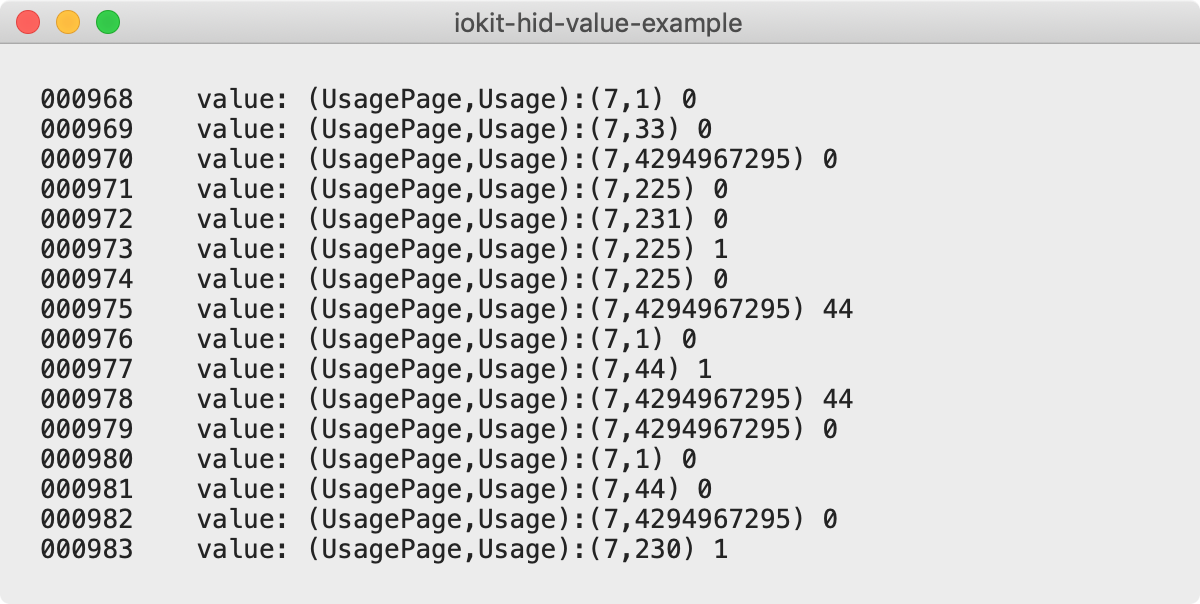 iokit-hid-value-example
000968    value: (UsagePage,Usage):(7,1) 0
000969    value: (UsagePage,Usage):(7,33) 0
000970    value: (UsagePage,Usage):(7,4294967295) 0
000971    value: (UsagePage,Usage):(7,225) 0
000972    value: (UsagePage,Usage):(7,231) 0
000973    value: (UsagePage,Usage):(7,225) 1
000974    value: (UsagePage,Usage):(7,225) 0
000975    value: (UsagePage,Usage):(7,4294967295) 44
000976    value: (UsagePage,Usage):(7,1) 0
000977    value: (UsagePage,Usage):(7,44) 1
000978    value: (UsagePage,Usage):(7,4294967295) 44
000979    value: (UsagePage,Usage):(7,4294967295) 0
000980    value: (UsagePage,Usage):(7,1) 0
000981    value: (UsagePage,Usage):(7,44) 0
000982    value: (UsagePage,Usage):(7,4294967295) 0
000983    value: (UsagePage,Usage):(7,230) 1